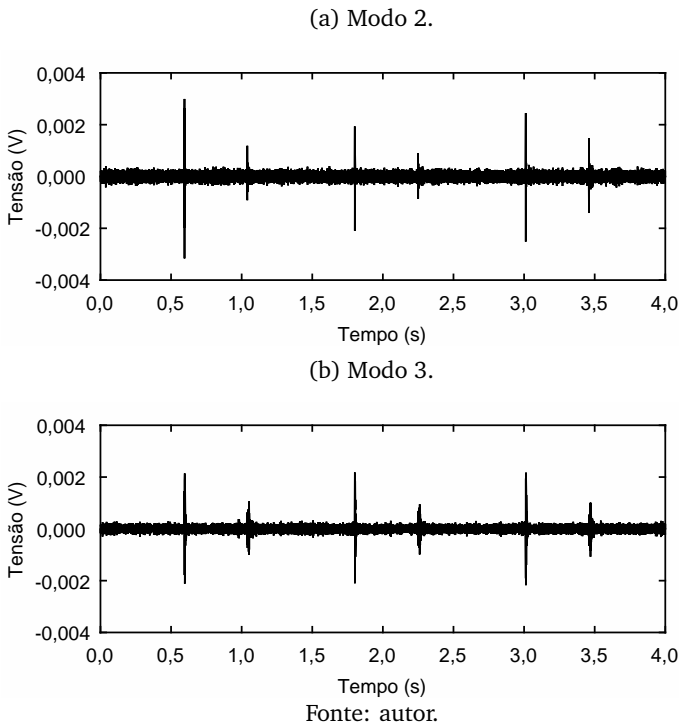 (a) Modo 2.
0,004
0,002
0,000
-0,002
-0,004
Tensão (V)
0,0 0,5 1,0 1,5 2,0 2,5 3,0 3,5 4,0
Tempo (s)
(b) Modo 3.
0,004
0,002
0,000
-0,002
-0,004
Tensão (V)
0,0 0,5 1,0 1,5 2,0 2,5 3,0 3,5 4,0
Tempo (s)
Fonte: autor.